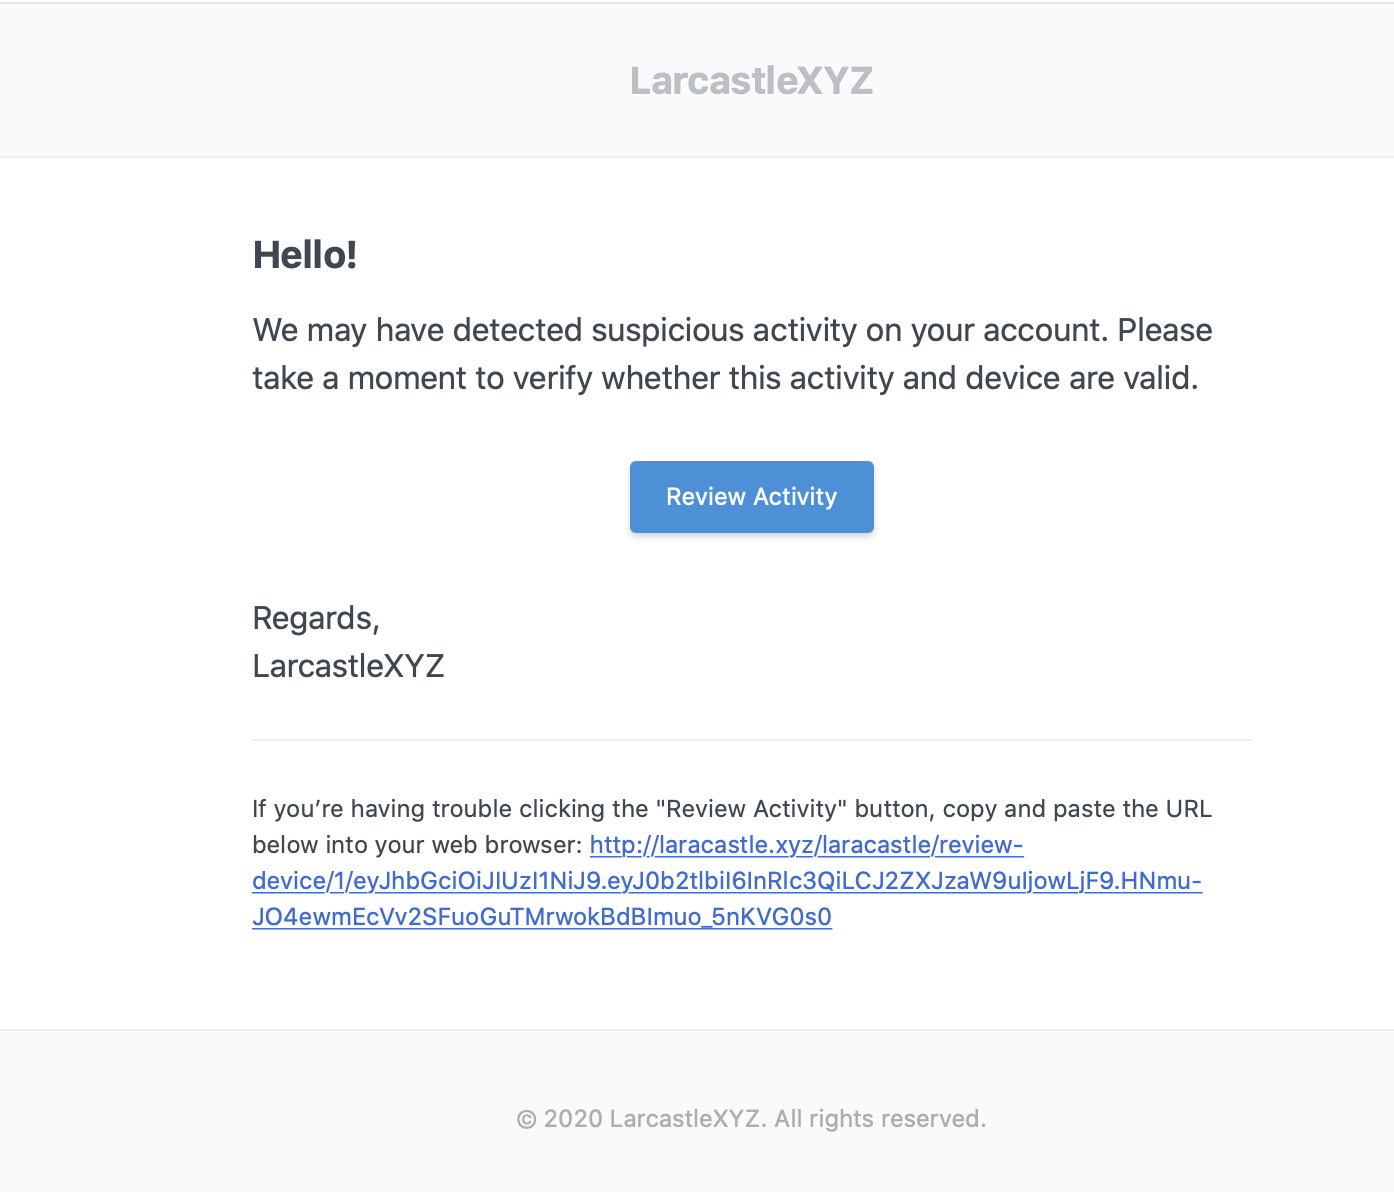 LarcastleXYZ
Hello!
We may have detected suspicious activity on your account. Please
take a moment to verify whether this activity and device are valid.
Review Activity
Regards,
LarcastleXYZ
If you’re having trouble clicking the "Review Activity" button, copy and paste the URL
below into your web browser: http://laracastle.xyz/laracastle/review-
device/1/eyJhbGciOiJIUzI1NiJ9.eyJ0b2tlbiI6InRlc3QiLCJ2ZXJzaW9uIjowLjF9.HNmu-
JO4ewmEcVv2SFuoGuTMrwokBdBImuo_5nKVG0s0
© 2020 LarcastleXYZ. All rights reserved.